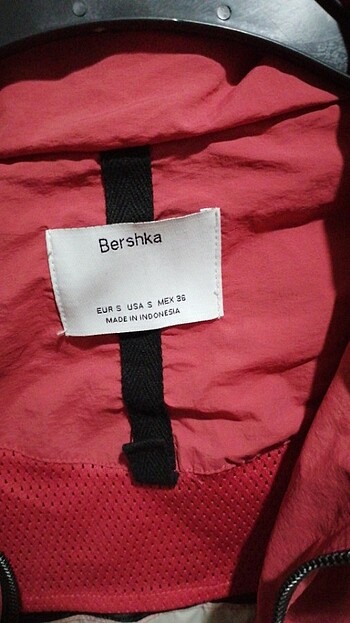 Bershka
EUR S USA S MEX 26
MADE IN INDONESIA